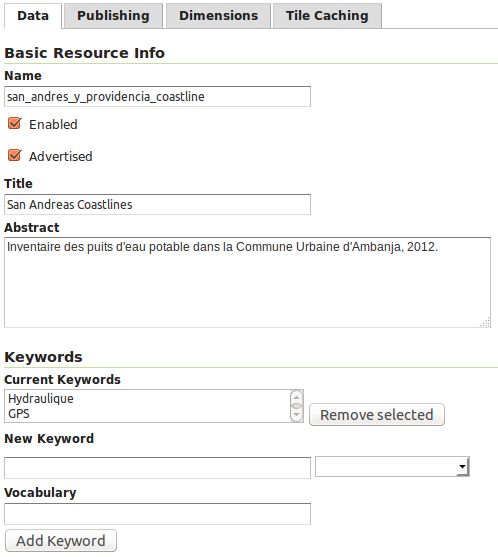 Data Publishing Dimensions Tile Caching
Basic Resource Info
Name
san_andres_y_providencia_coastline
Enabled
Advertised
Title
San Andreas Coastlines
Abstract
Inventaire des puits d'eau potable dans la Commune Urbaine d'Ambanja, 2012.
Keywords
Current Keywords
Hydraulique
GPS
Remove selected
New Keyword
Vocabulary
Add Keyword